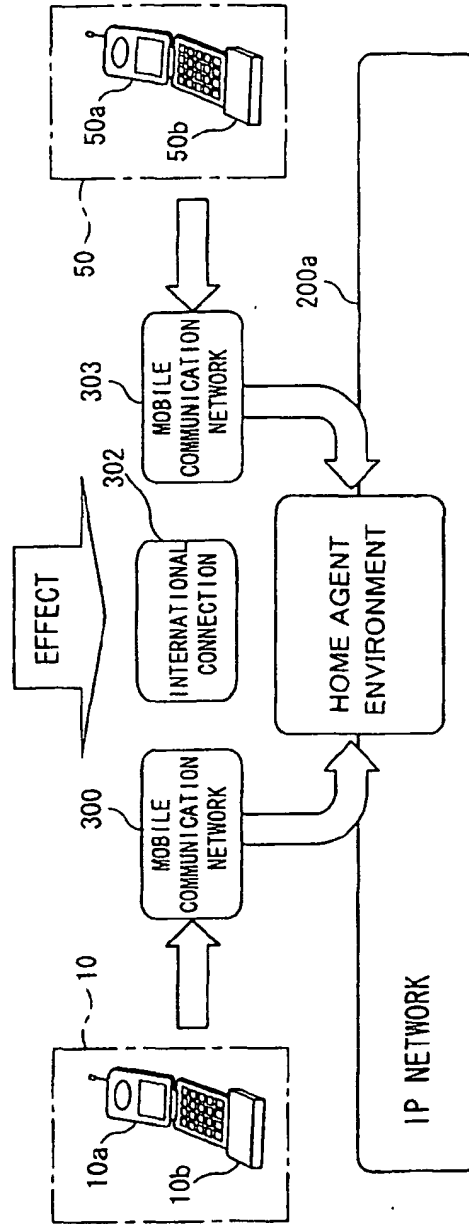 EFFECT
10
10a
10b
300
MOBILE
COMMUNICATION
NETWORK
302
INTERNATIONAL
CONNECTION
303
MOBILE
COMMUNICATION
NETWORK
50
50a
50b
HOME AGENT
ENVIRONMENT
200a
IP NETWORK